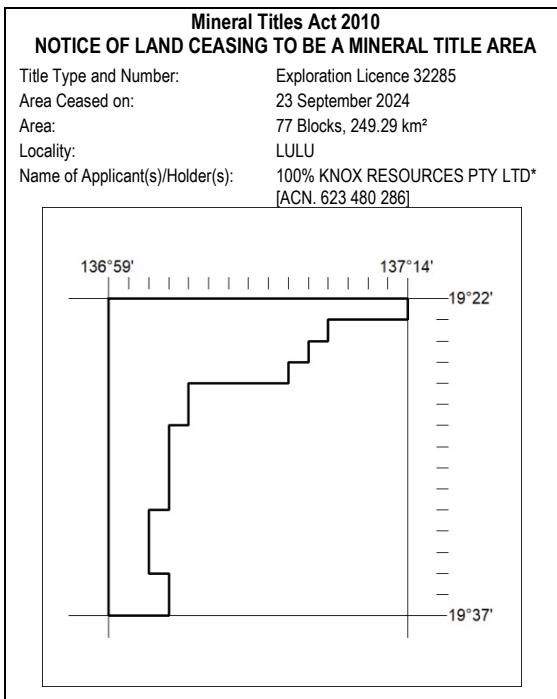 Mineral Titles Act 2010
NOTICE OF LAND CEASING TO BE A MINERAL TITLE AREA
Title Type and Number: Exploration Licence 32285
Area Ceased on: 23 September 2024
Area: 77 Blocks, 249.29 km²
Locality: LULU
Name of Applicant(s)/Holder(s): 100% KNOX RESOURCES PTY LTD*
[ACN. 623 480 286]
136°59' 137°14'
19°22'
19°37'